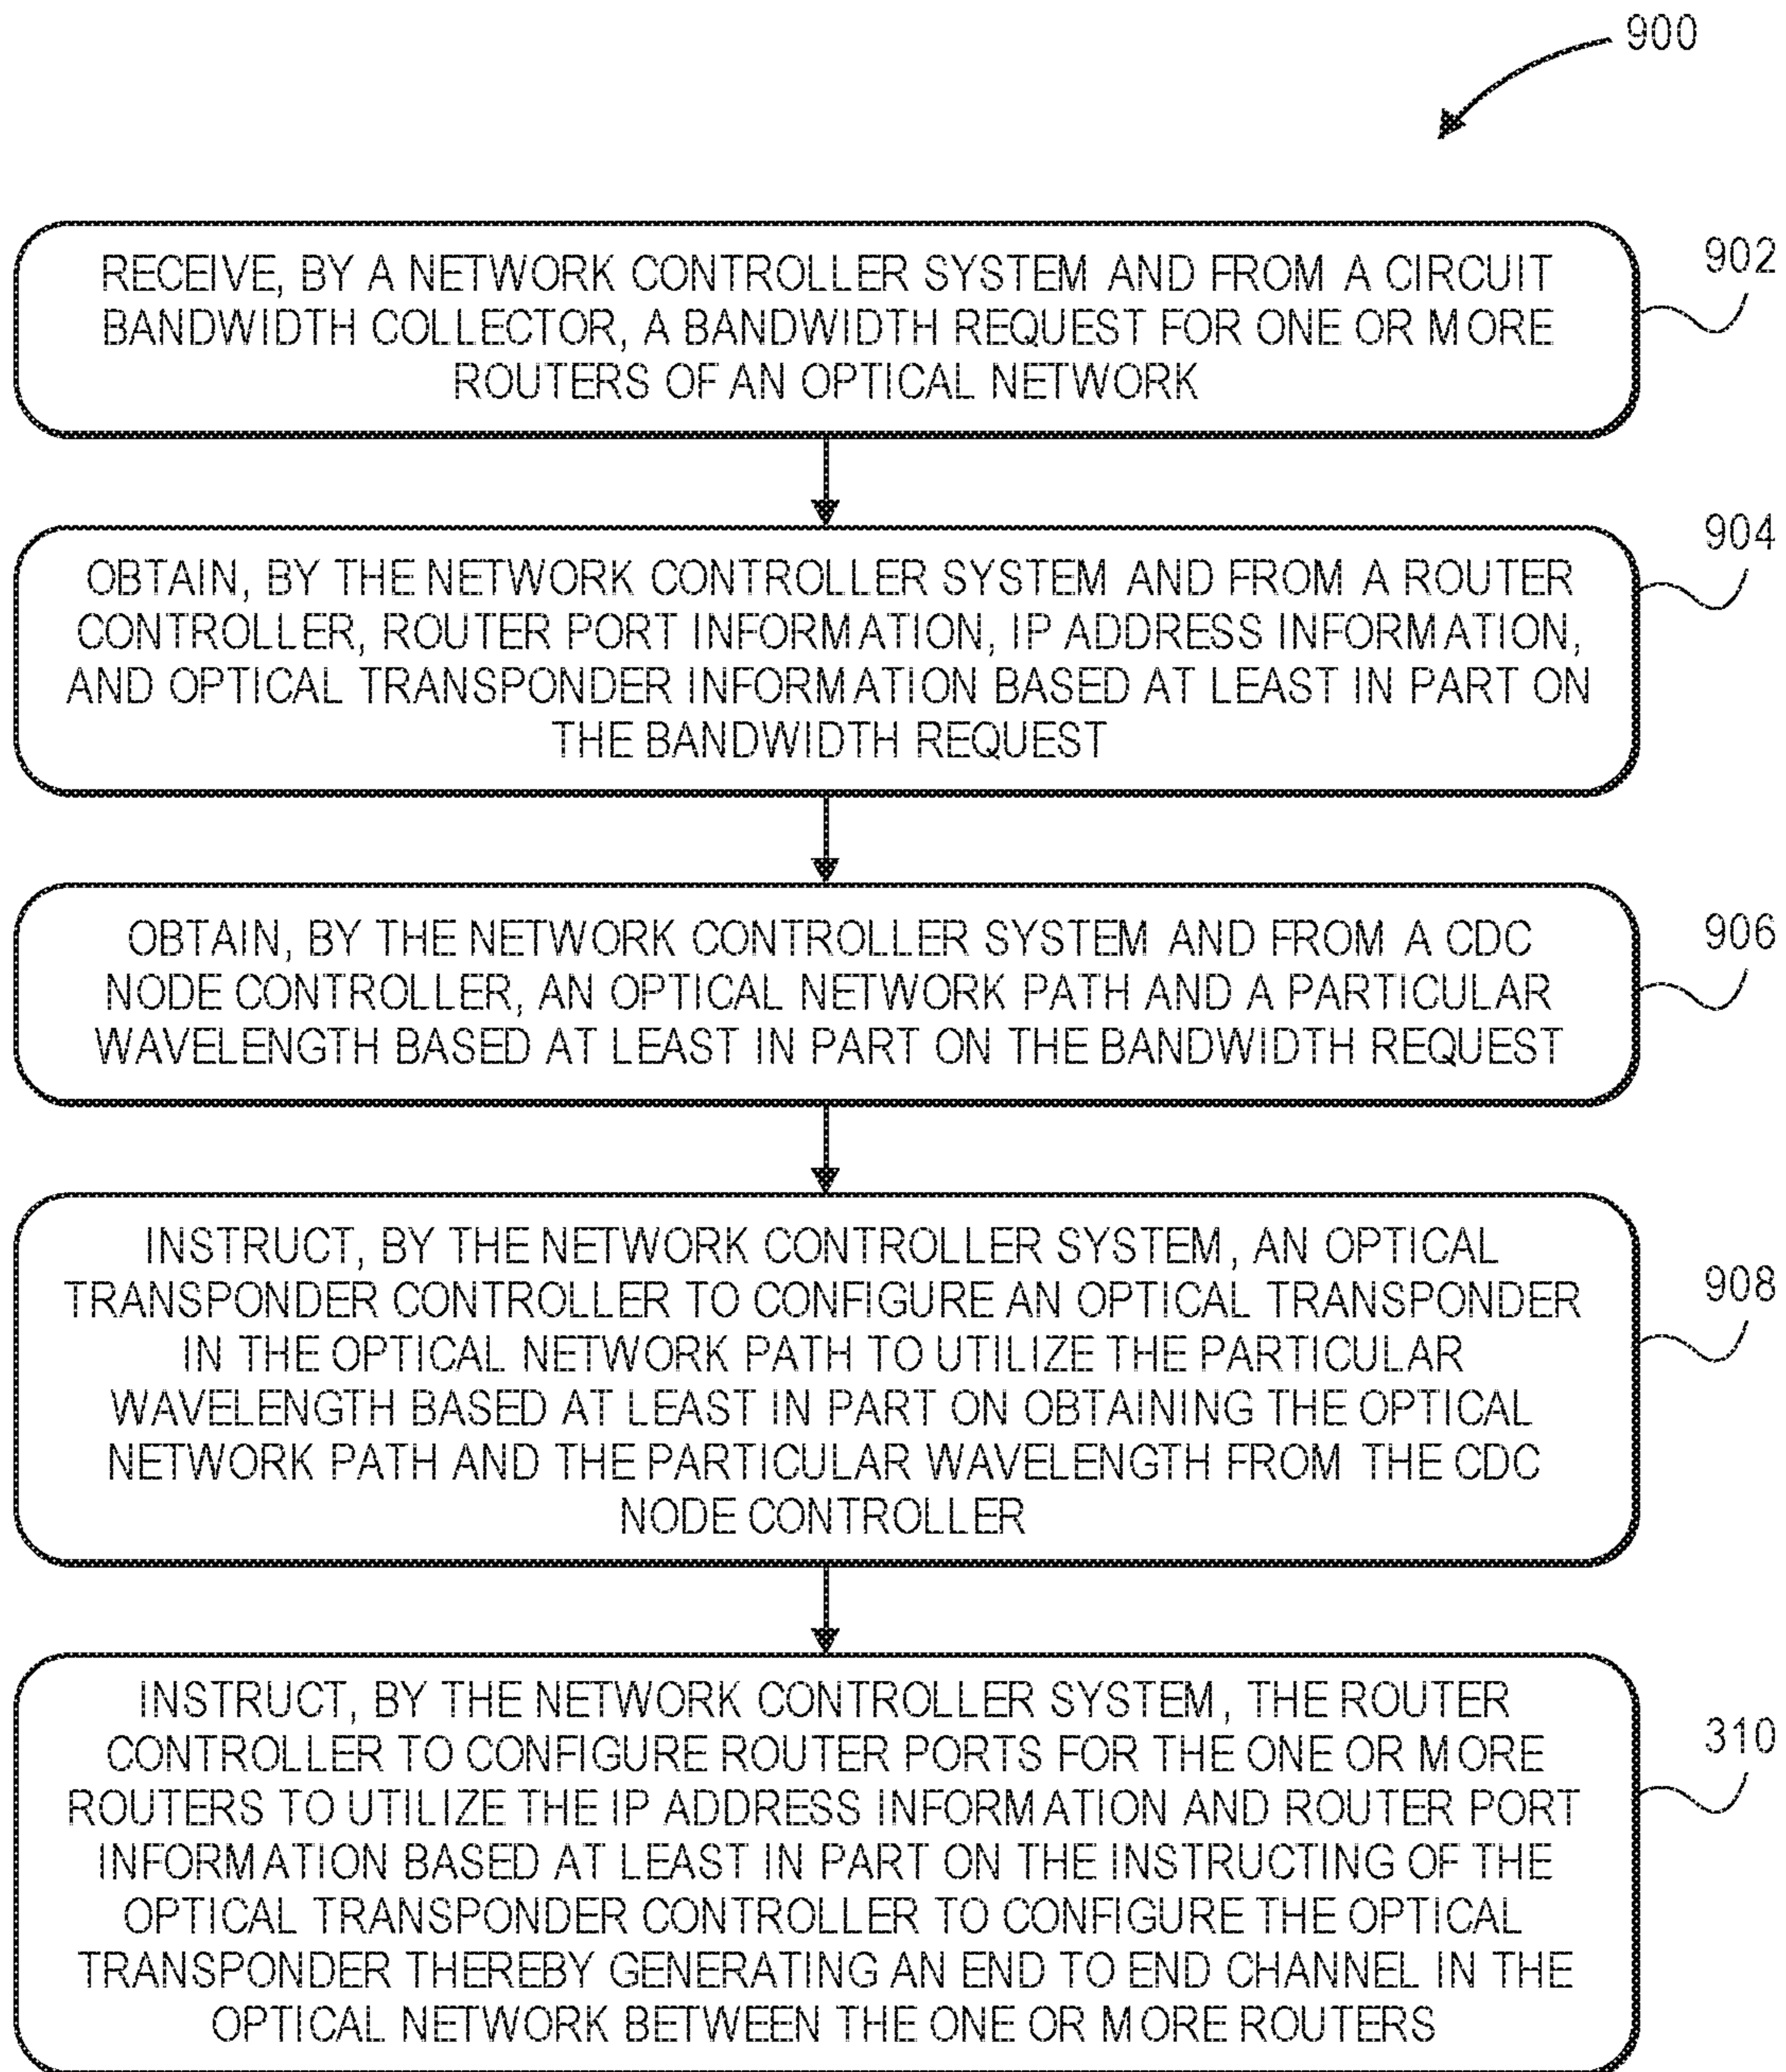 900
RECEIVE, BY A NETWORK CONTROLLER SYSTEM AND FROM A CIRCUIT
BANDWIDTH COLLECTOR, A BANDWIDTH REQUEST FOR ONE OR MORE
ROUTERS OF AN OPTICAL NETWORK
902
OBTAIN, BY THE NETWORK CONTROLLER SYSTEM AND FROM A ROUTER
CONTROLLER, ROUTER PORT INFORMATION, IP ADDRESS INFORMATION,
AND OPTICAL TRANSPONDER INFORMATION BASED AT LEAST IN PART ON
THE BANDWIDTH REQUEST
904
OBTAIN, BY THE NETWORK CONTROLLER SYSTEM AND FROM A CDC
NODE CONTROLLER, AN OPTICAL NETWORK PATH AND A PARTICULAR
WAVELENGTH BASED AT LEAST IN PART ON THE BANDWIDTH REQUEST
906
INSTRUCT, BY THE NETWORK CONTROLLER SYSTEM, AN OPTICAL
TRANSPONDER CONTROLLER TO CONFIGURE AN OPTICAL TRANSPONDER
IN THE OPTICAL NETWORK PATH TO UTILIZE THE PARTICULAR
WAVELENGTH BASED AT LEAST IN PART ON OBTAINING THE OPTICAL
NETWORK PATH AND THE PARTICULAR WAVELENGTH FROM THE CDC
NODE CONTROLLER
908
INSTRUCT, BY THE NETWORK CONTROLLER SYSTEM, THE ROUTER
CONTROLLER TO CONFIGURE ROUTER PORTS FOR THE ONE OR MORE
ROUTERS TO UTILIZE THE IP ADDRESS INFORMATION AND ROUTER PORT
INFORMATION BASED AT LEAST IN PART ON THE INSTRUCTING OF THE
OPTICAL TRANSPONDER CONTROLLER TO CONFIGURE THE OPTICAL
TRANSPONDER THEREBY GENERATING AN END TO END CHANNEL IN THE
OPTICAL NETWORK BETWEEN THE ONE OR MORE ROUTERS
310